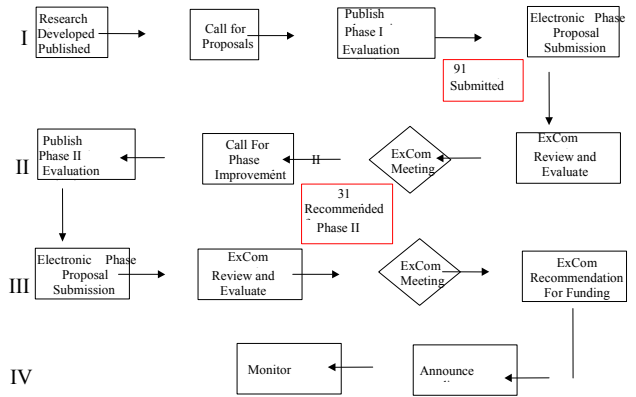 I
Research
Developed
Published
Call for
Proposals
Publish
Phase I
Evaluation
Electronic Phase
Proposal
Submission
91
Submitted
II
Publish
Phase II
Evaluation
Call For
Phase II
Improvement
ExCom
Meeting
ExCom
Review and
Evaluate
31
Recommended
Phase II
III
Electronic Phase
Proposal
Submission
ExCom
Review and
Evaluate
ExCom
Meeting
ExCom
Recommendation
For Funding
IV
Monitor
Announce